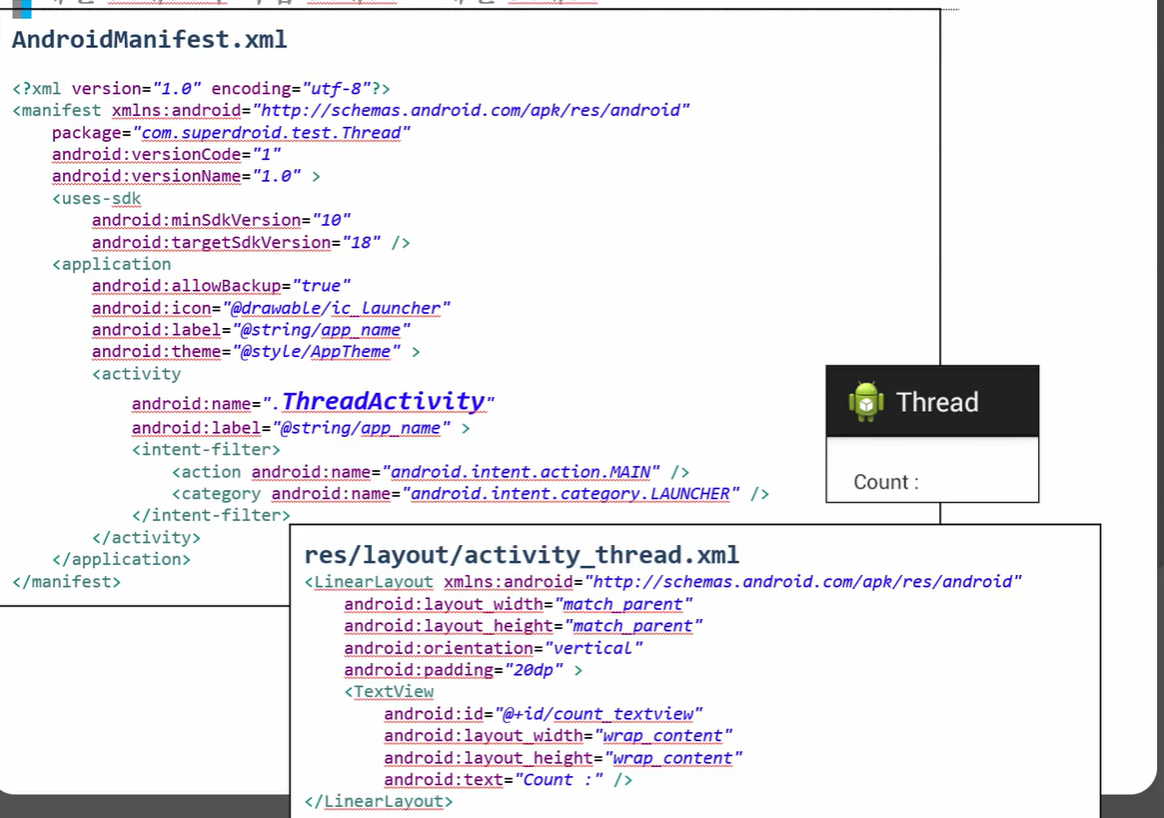 AndroidManifest.xml
<?xml version="1.0" encoding="utf-8"?>
<manifest xmlns:android="http://schemas.android.com/apk/res/android"
package="com.superdroid.test.Thread"
android:versionCode="1"
android:versionName="1.0" >
<uses-sdk
android:minSdkVersion="10"
android:targetSdkVersion="18" />
<application
android:allowBackup="true"
android:icon="@drawable/ic_launcher"
android:label="@string/app_name"
android:theme="@style/AppTheme" >
<activity
android:name=".ThreadActivity"
android:label="@string/app_name" >
<intent-filter>
<action android:name="android.intent.action.MAIN" />
<category android:name="android.intent.category.LAUNCHER" />
</intent-filter>
</activity>
</application>
</manifest>
Thread
Count :
res/layout/activity_thread.xml
<LinearLayout xmlns:android="http://schemas.android.com/apk/res/android"
android:layout_width="match_parent"
android:layout_height="match_parent"
android:orientation="vertical"
android:padding="20dp" >
<TextView
android:id="@+id/count_textview"
android:layout_width="wrap_content"
android:layout_height="wrap_content"
android:text="Count :" />
</LinearLayout>